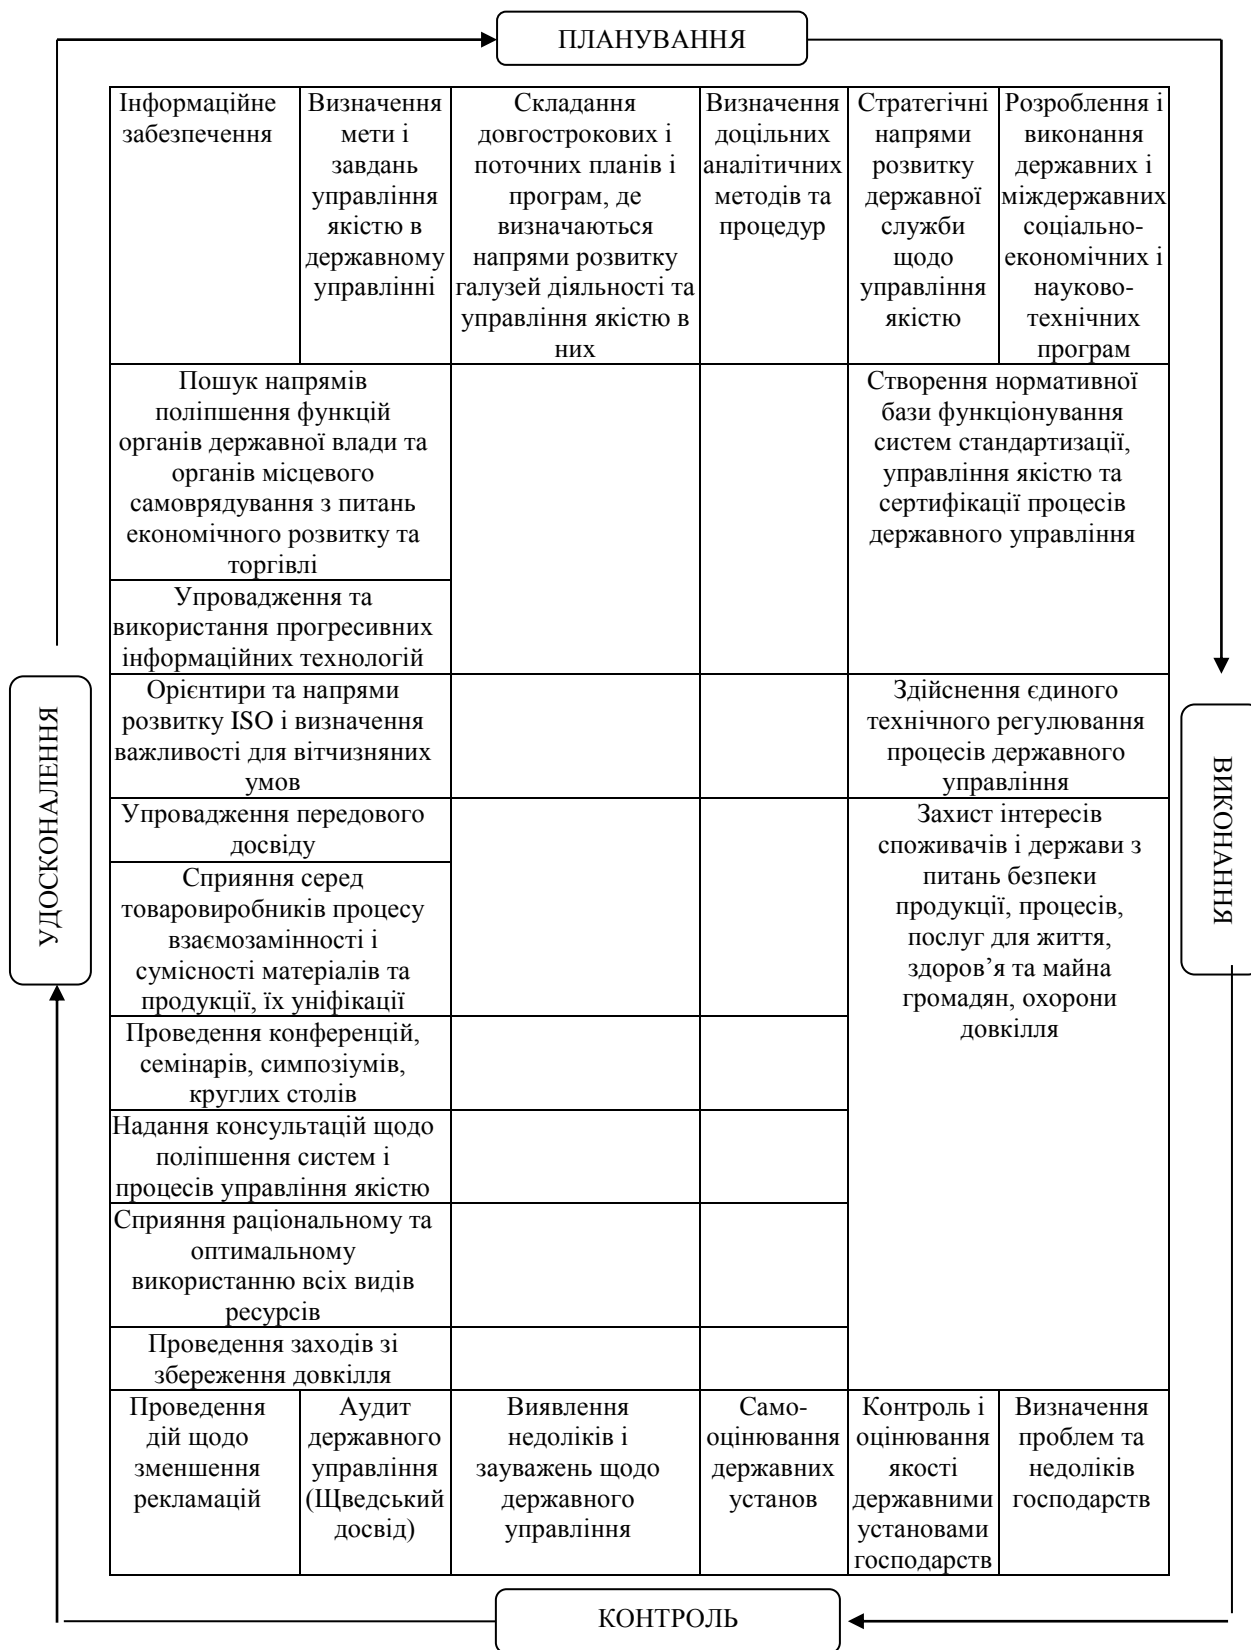 ПЛАНУВАННЯ
Інформаційне
забезпечення
Визначення
мети і
завдань
управління
якістю в
державному
управлінні
Складання
довгострокових і
поточних планів і
програм, де
визначаються
напрями розвитку
галузей діяльності та
управління якістю в
них
Визначення
доцільних
аналітичних
методів та
процедур
Стратегічні
напрями
розвитку
державної
служби
щодо
управління
якістю
Розроблення і
виконання
державних і
міждержавних
соціально-
економічних і
науково-
технічних
програм
Пошук напрямів
поліпшення функцій
органів державної влади та
органів місцевого
самоврядування з питань
економічного розвитку та
торгівлі
Створення нормативної
бази функціонування
систем стандартизації,
управління якістю та
сертифікації процесів
державного управління
Упровадження та
використання прогресивних
інформаційних технологій
Орієнтири та напрями
розвитку ISO і визначення
важливості для вітчизняних
умов
Здійснення єдиного
технічного регулювання
процесів державного
управління
УДОСКОНАЛЕННЯ
ВИКОНАННЯ
Упровадження передового
досвіду
Захист інтересів
споживачів і держави з
питань безпеки
продукції, процесів,
послуг для життя,
здоров’я та майна
громадян, охорони
довкілля
Сприяння серед
товаровиробників процесу
взаємозамінності і
сумісності матеріалів та
продукції, їх уніфікації
Проведення конференцій,
семінарів, симпозіумів,
круглих столів
Надання консультацій щодо
поліпшення систем і
процесів управління якістю
Сприяння раціональному та
оптимальному
використанню всіх видів
ресурсів
Проведення заходів зі
збереження довкілля
Проведення
дій щодо
зменшення
рекламацій
Аудит
державного
управління
(Щведський
досвід)
Виявлення
недоліків і
зауважень щодо
державного
управління
Само-
оцінювання
державних
установ
Контроль і
оцінювання
якості
державними
установами
господарств
Визначення
проблем та
недоліків
господарств
КОНТРОЛЬ